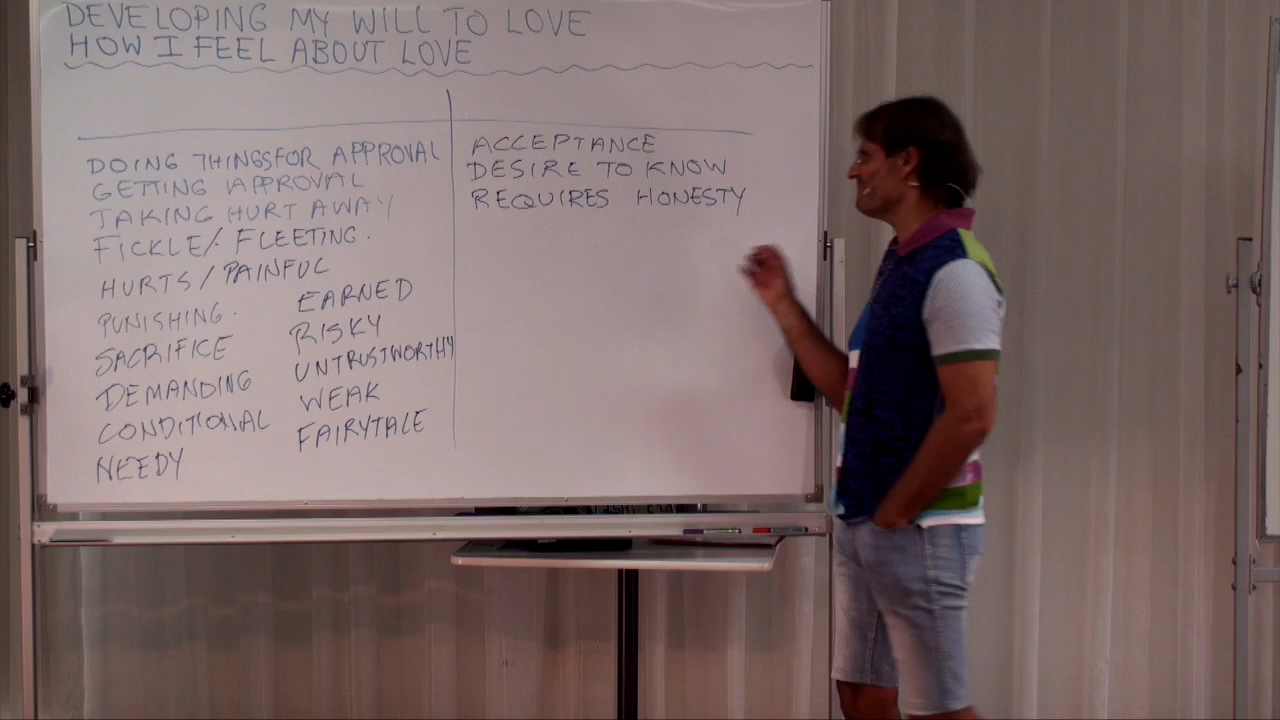 DEVELOPING MY WILL TO LOVE
HOW I FEEL ABOUT LOVE
DOING THINGS FOR APPROVAL
GETTING APPROVAL
TAKING HURT AWAY
FICKLE/ FLEETING.
HURTS / PAINFUL
PUNISHING.
SACRIFICE
DEMANDING
CONDITIONAL
NEEDY
EARNED
RISKY
UNTRUSTWORTHY
WEAK
FAIRYTALE
ACCEPTANCE
DESIRE TO KNOW
REQUIRES HONESTY